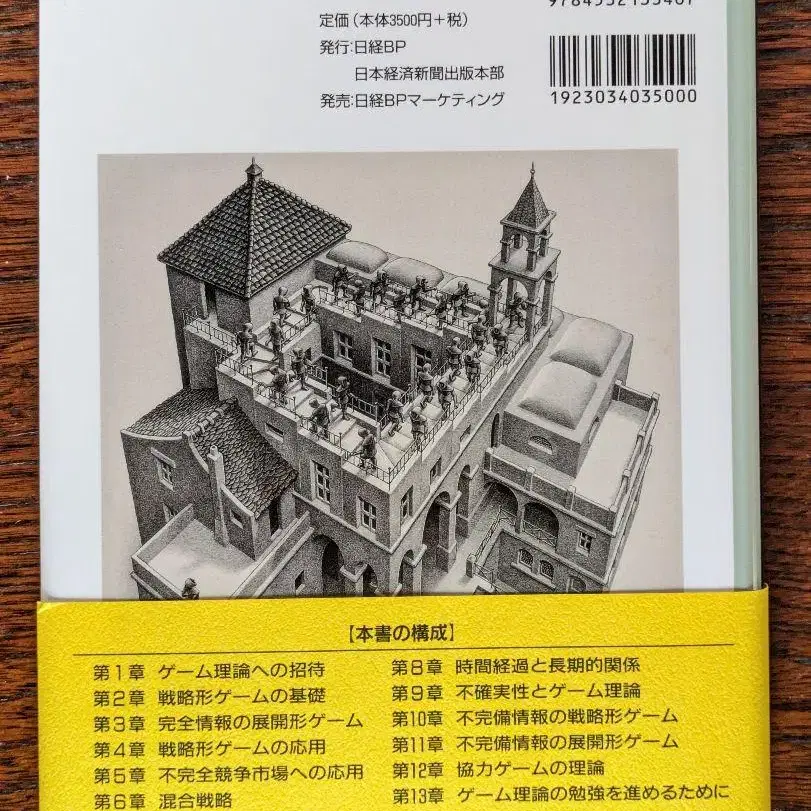 定価（本体3500円＋税）
発行：日経BP
日本経済新聞出版本部
発売：日経BPマーケティング
1923034035000
【本書の構成】
第1章 ゲーム理論への招待
第2章 戦略形ゲームの基礎
第3章 完全情報の展開形ゲーム
第4章 戦略形ゲームの応用
第5章 不完全競争市場への応用
第6章 混合戦略
第8章 時間経過と長期的関係
第9章 不確実性とゲーム理論
第10章 不完備情報の戦略形ゲーム
第11章 不完備情報の展開形ゲーム
第12章 協力ゲームの理論
第13章 ゲーム理論の勉強を進めるために